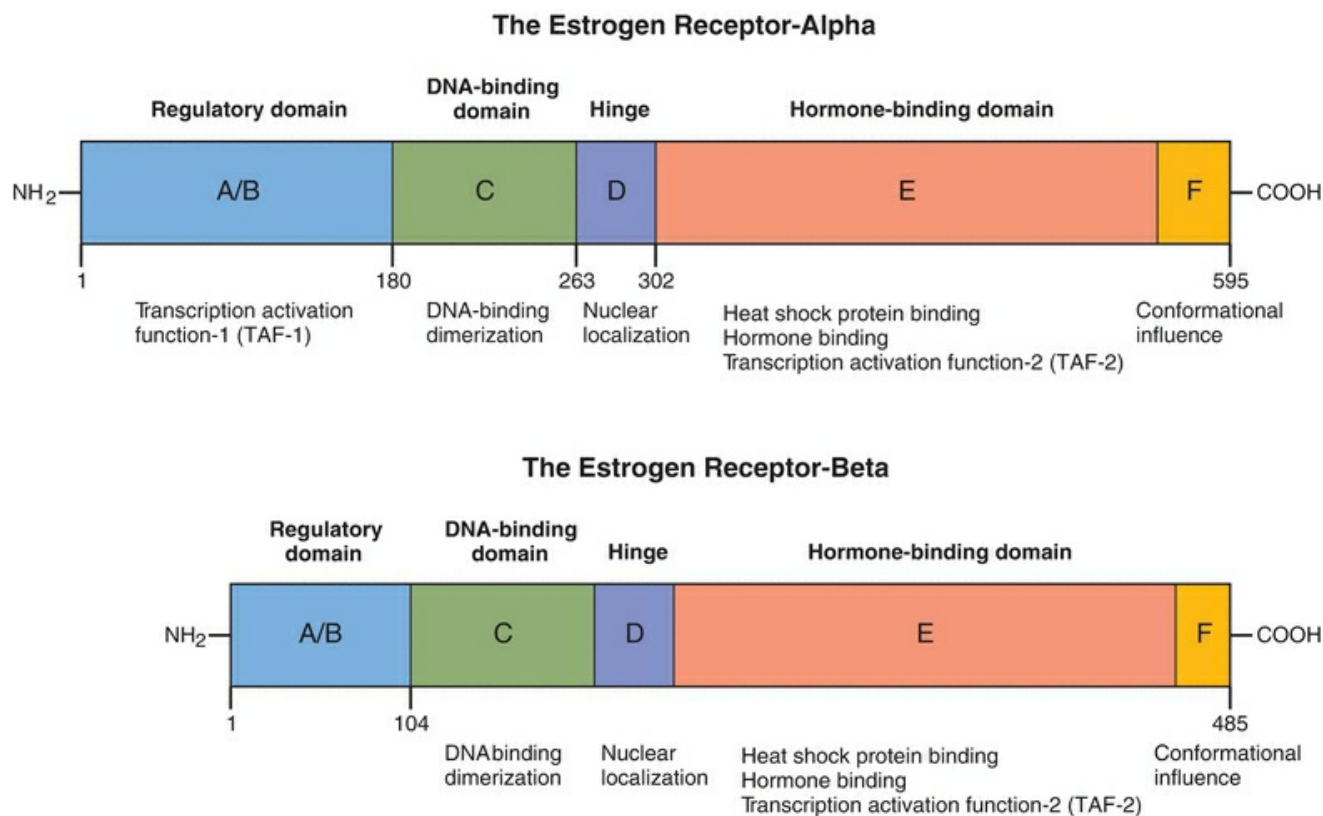 The Estrogen Receptor-Alpha
Regulatory domain
DNA-binding
domain
Hinge
Hormone-binding domain
NH2
A/B
C
D
E
F
COOH
1
180
263
302
595
Transcription activation
function-1 (TAF-1)
DNA-binding
dimerization
Nuclear
localization
Heat shock protein binding
Hormone binding
Transcription activation function-2 (TAF-2)
Conformational
influence
The Estrogen Receptor-Beta
Regulatory
domain
DNA-binding
domain
Hinge
Hormone-binding domain
NH2
A/B
C
D
E
F
COOH
1
104
485
DNAbinding
dimerization
Nuclear
localization
Heat shock protein binding
Hormone binding
Transcription activation function-2 (TAF-2)
Conformational
influence